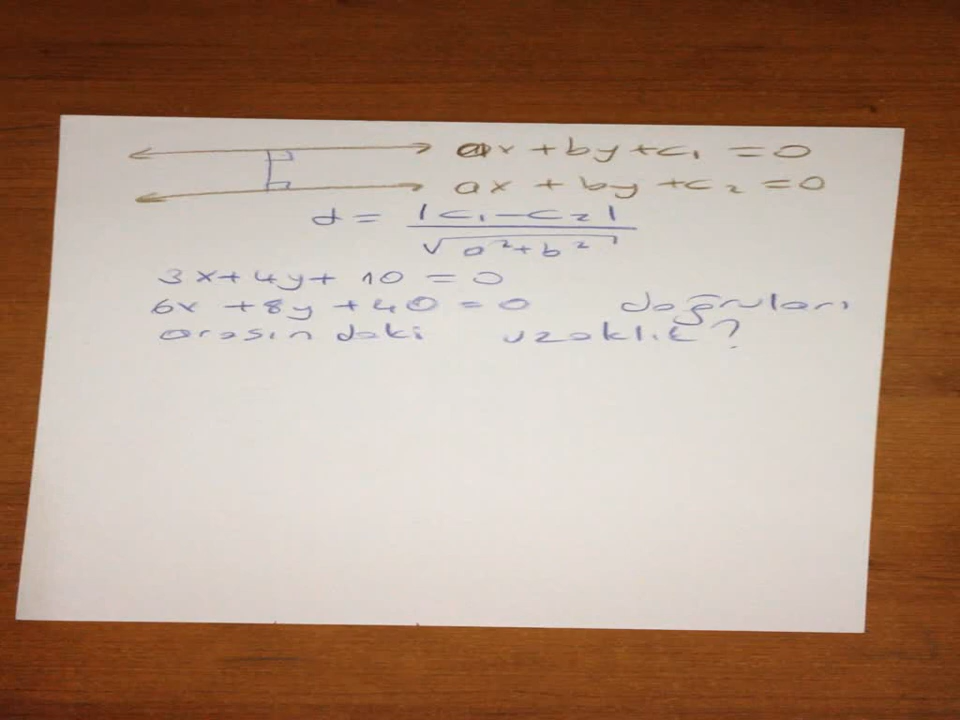 ax + by + c₁ = 0
ax + by + c₂ = 0
d = |c₁ - c₂| / √(a² + b²)
3x + 4y + 10 = 0
6x + 8y + 40 = 0 doğruları
arasındaki uzaklık?